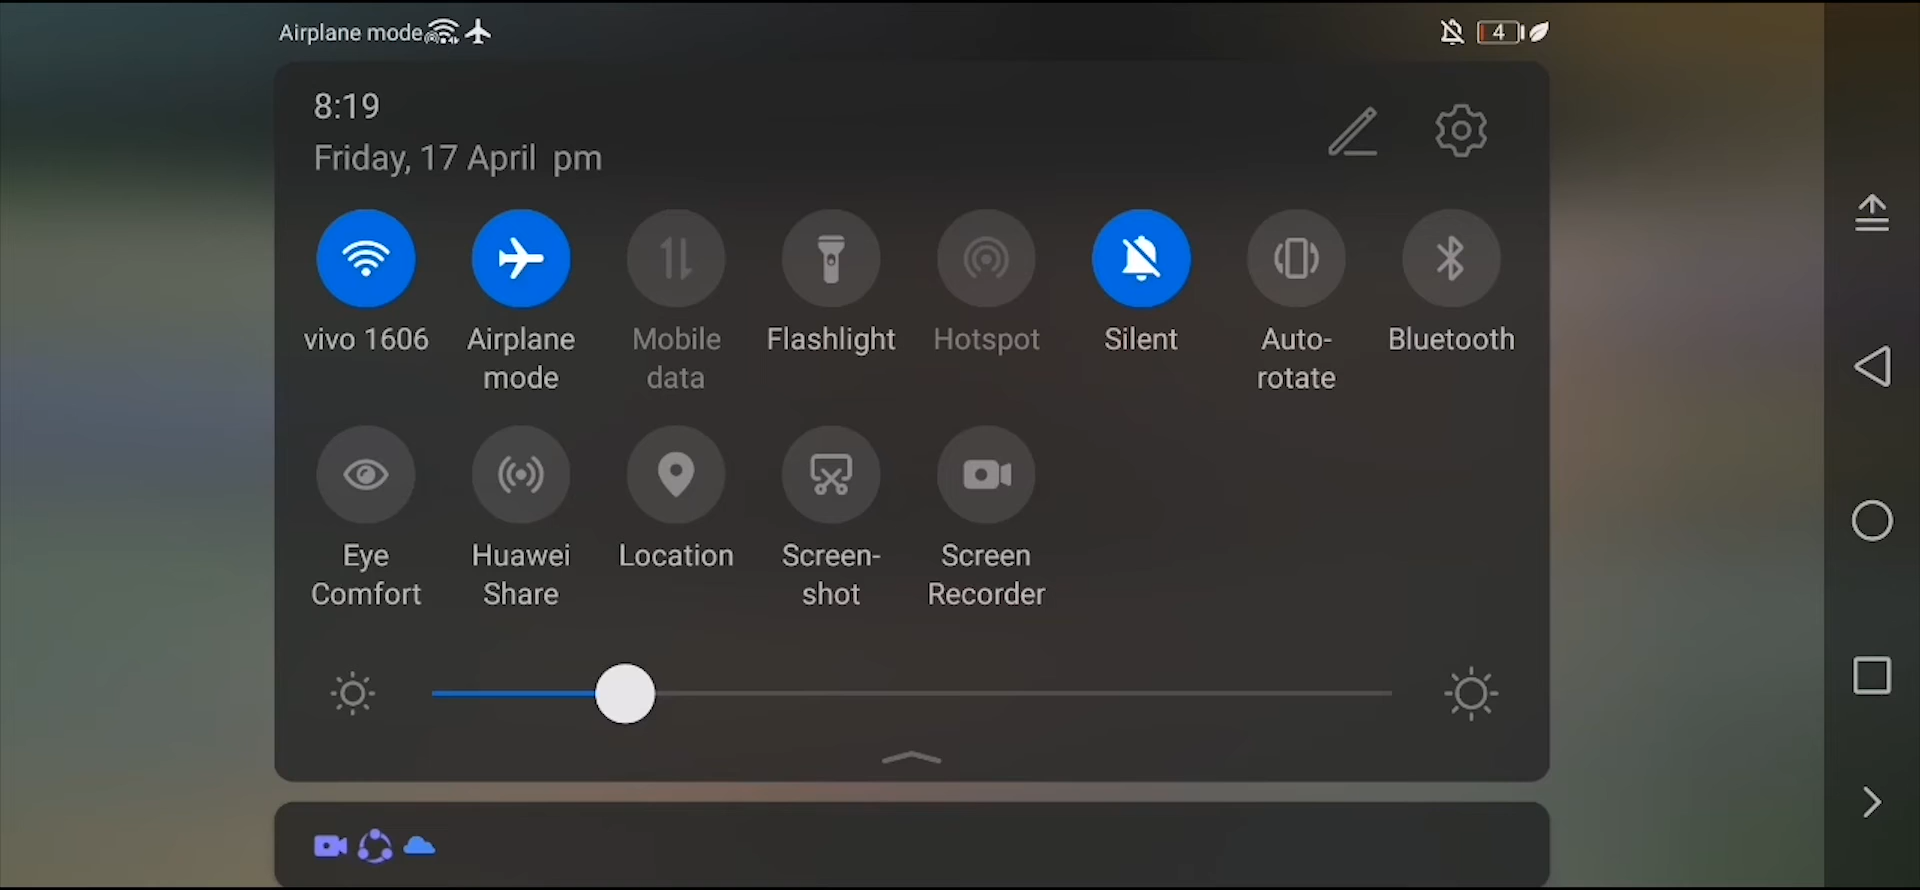 Airplane mode
4
8:19
Friday, 17 April pm
vivo 1606
Airplane
mode
Mobile
data
Flashlight
Hotspot
Silent
Auto-
rotate
Bluetooth
Eye
Comfort
Huawei
Share
Location
Screen-
shot
Screen
Recorder